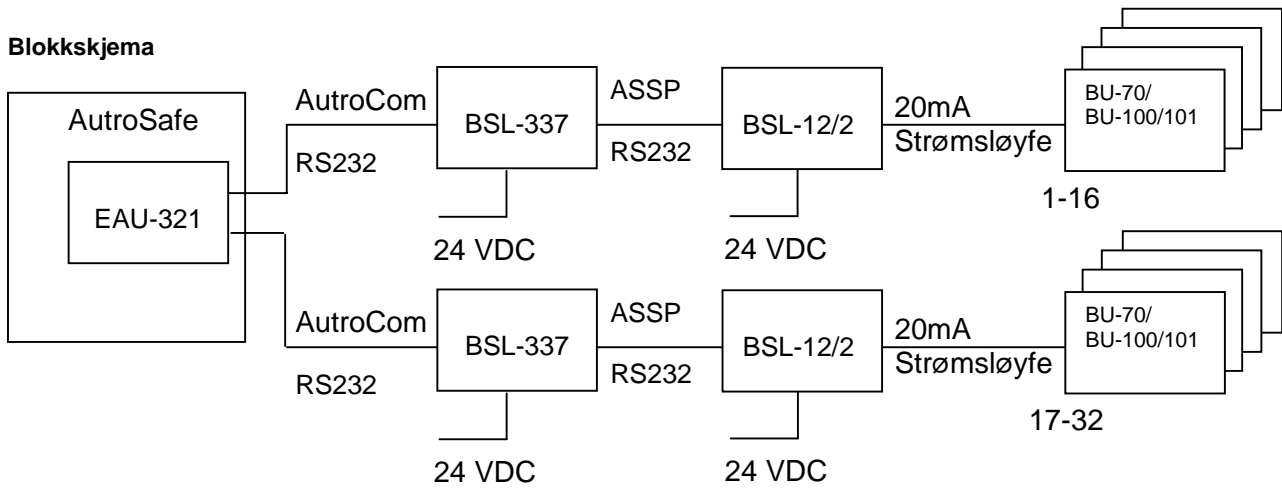 Blokkskjema
AutroSafe
EAU-321
AutroCom
RS232
BSL-337
24 VDC
ASSP
RS232
BSL-12/2
24 VDC
20mA
Strømsløyfe
BU-70/
BU-100/101
1-16
AutroCom
RS232
BSL-337
24 VDC
ASSP
RS232
BSL-12/2
24 VDC
20mA
Strømsløyfe
BU-70/
BU-100/101
17-32